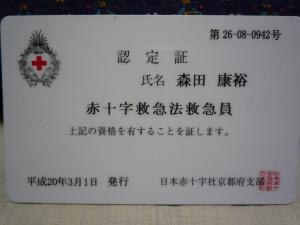 第 26-08-0942号
認定証
氏名 森田 康裕
赤十字救急法救急員
上記の資格を有することを証します。
平成20年3月1日 発行 日本赤十字社京都府支部